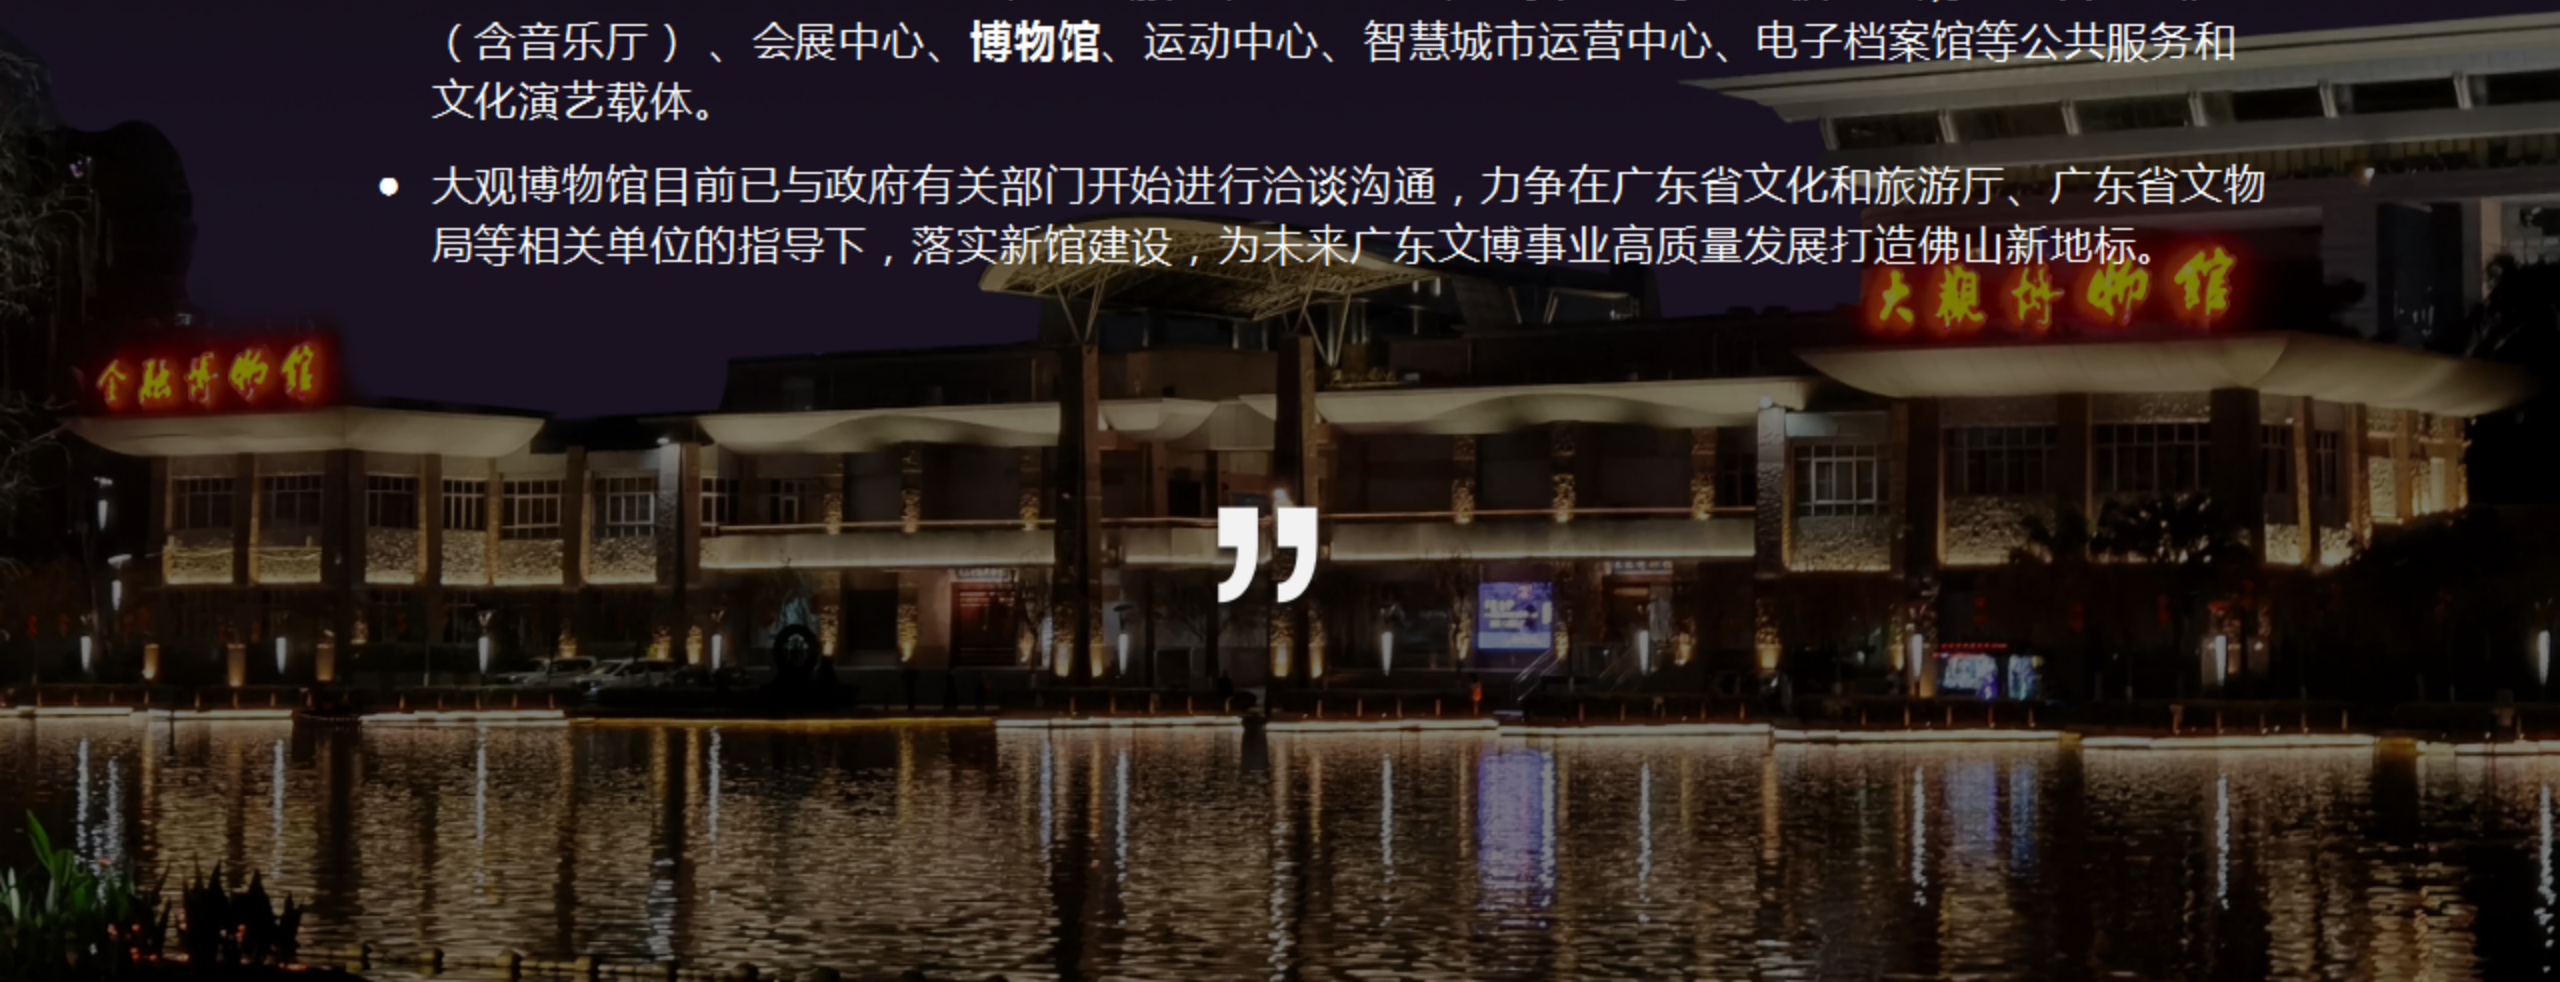 （含音乐厅）、会展中心、博物馆、运动中心、智慧城市运营中心、电子档案馆等公共服务和
文化演艺载体。
● 大观博物馆目前已与政府有关部门开始进行洽谈沟通，力争在广东省文化和旅游厅、广东省文物
局等相关单位的指导下，落实新馆建设，为未来广东文博事业高质量发展打造佛山新地标。
大观博物馆
金融博物馆
”